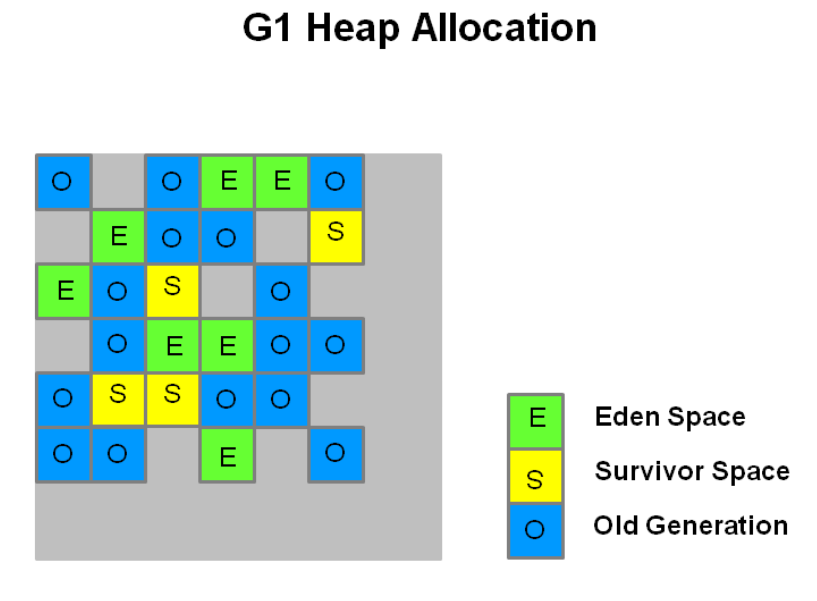 G1 Heap Allocation
O O E E O
E O O S
E O S O
O E E O O
O S S O O
O O E O
E Eden Space
S Survivor Space
O Old Generation